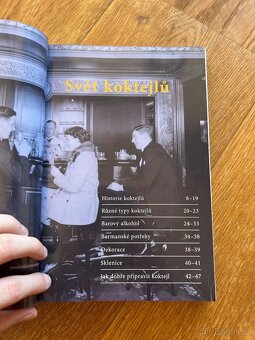 Svět koktejlů
Historie koktejlů 8–19
Různé typy koktejlů 20–23
Barový alkohol 24–33
Barmanské potřeby 34–38
Dekorace 38–39
Sklenice 40–41
Jak dobře připravit koktejl 42–47